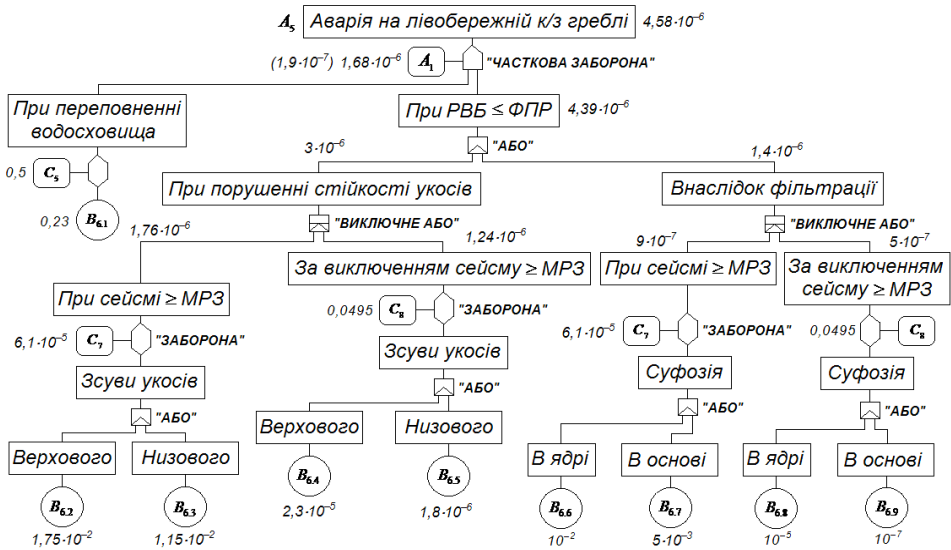 A₅ Аварія на лівобережній к/з греблі 4,58·10⁻⁶
(1,9·10⁻⁷) 1,68·10⁻⁶ A₁ "ЧАСТКОВА ЗАБОРОНА"
При переповненні
водосховища
При РВБ ≤ ФПР 4,39·10⁻⁶
"АБО"
0,5 C₅
3·10⁻⁶
1,4·10⁻⁶
При порушенні стійкості укосів
Внаслідок фільтрації
0,23 B₆.₁
"ВИКЛЮЧНЕ АБО"
"ВИКЛЮЧНЕ АБО"
1,76·10⁻⁶
1,24·10⁻⁶
9·10⁻⁷
5·10⁻⁷
При сейсмі ≥ МРЗ
За виключенням сейсму ≥ МРЗ
При сейсмі ≥ МРЗ
За виключенням
сейсму ≥ МРЗ
6,1·10⁻⁵ C₇ "ЗАБОРОНА"
0,0495 C₈ "ЗАБОРОНА"
6,1·10⁻⁵ C₇ "ЗАБОРОНА"
0,0495 C₈
Зсуви укосів
Зсуви укосів
Суфозія
Суфозія
"АБО"
"АБО"
"АБО"
"АБО"
Верхового
Низового
Верхового
Низового
В ядрі
В основі
В ядрі
В основі
B₆.₂
B₆.₃
B₆.₄
B₆.₅
B₆.₆
B₆.₇
B₆.₈
B₆.₉
1,75·10⁻²
1,15·10⁻²
2,3·10⁻⁵
1,8·10⁻⁶
10⁻²
5·10⁻³
10⁻⁵
10⁻⁷